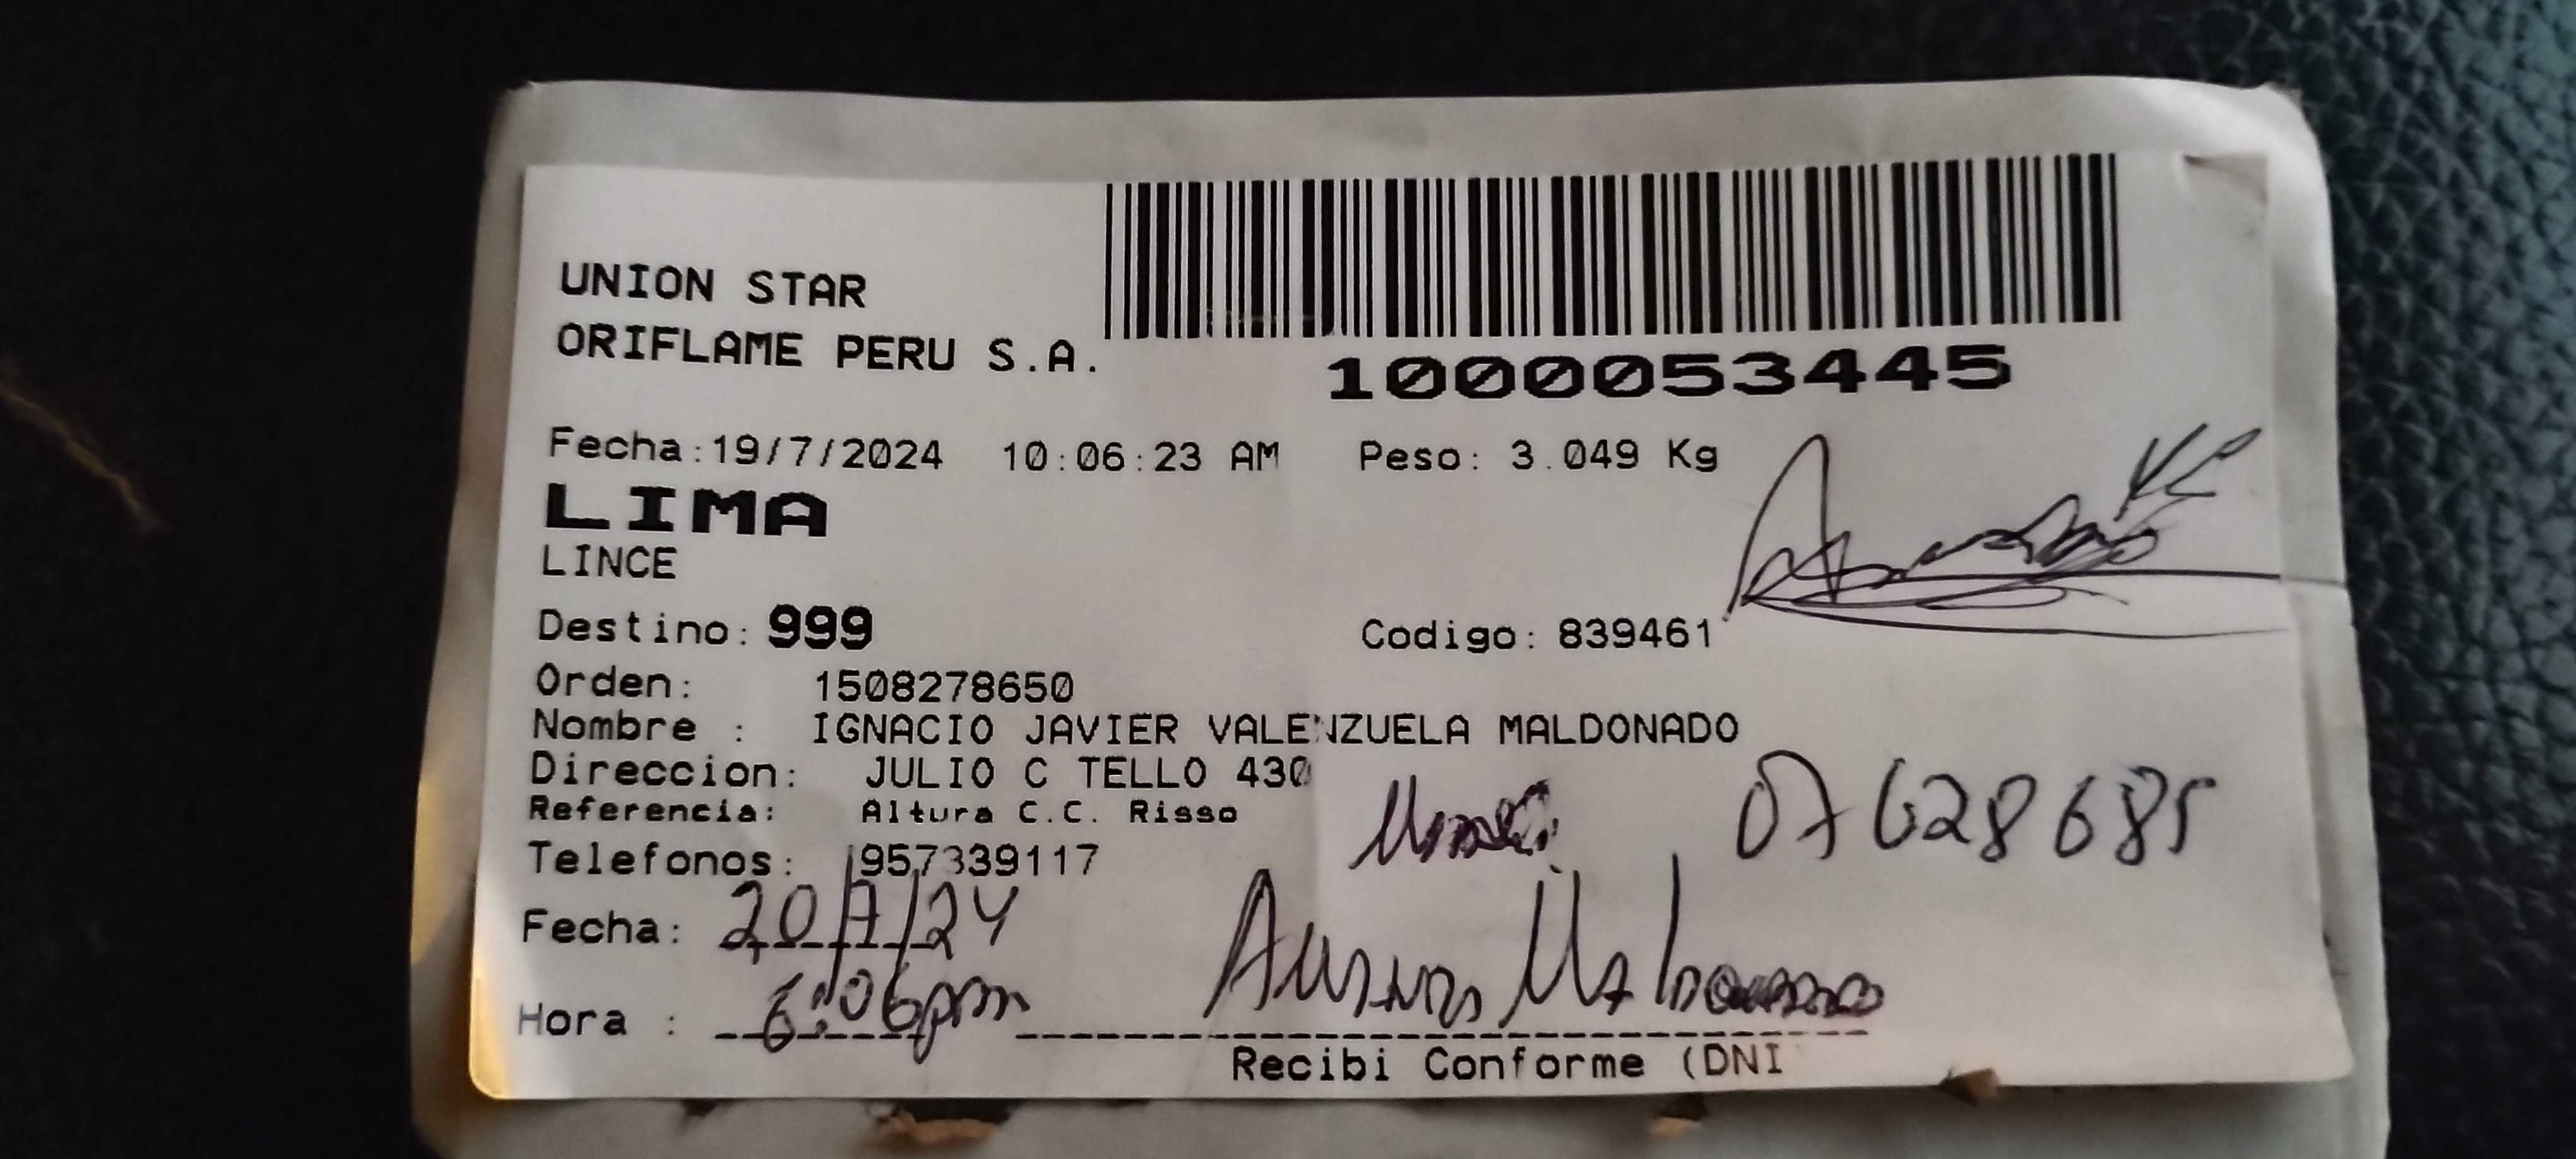 UNION STAR
ORIFLAME PERU S.A.
1000053445
Fecha:19/7/2024 10:06:23 AM Peso: 3.049 Kg
LIMA
LINCE
Destino: 999 Codigo: 839461
Orden: 1508278650
Nombre : IGNACIO JAVIER VALENZUELA MALDONADO
Direccion: JULIO C TELLO 430
Referencia: Altura C.C. Risso
07628685
Telefonos: 957339117
Fecha: 20/7/24
Hora : 6:06pm
Recibi Conforme (DNI